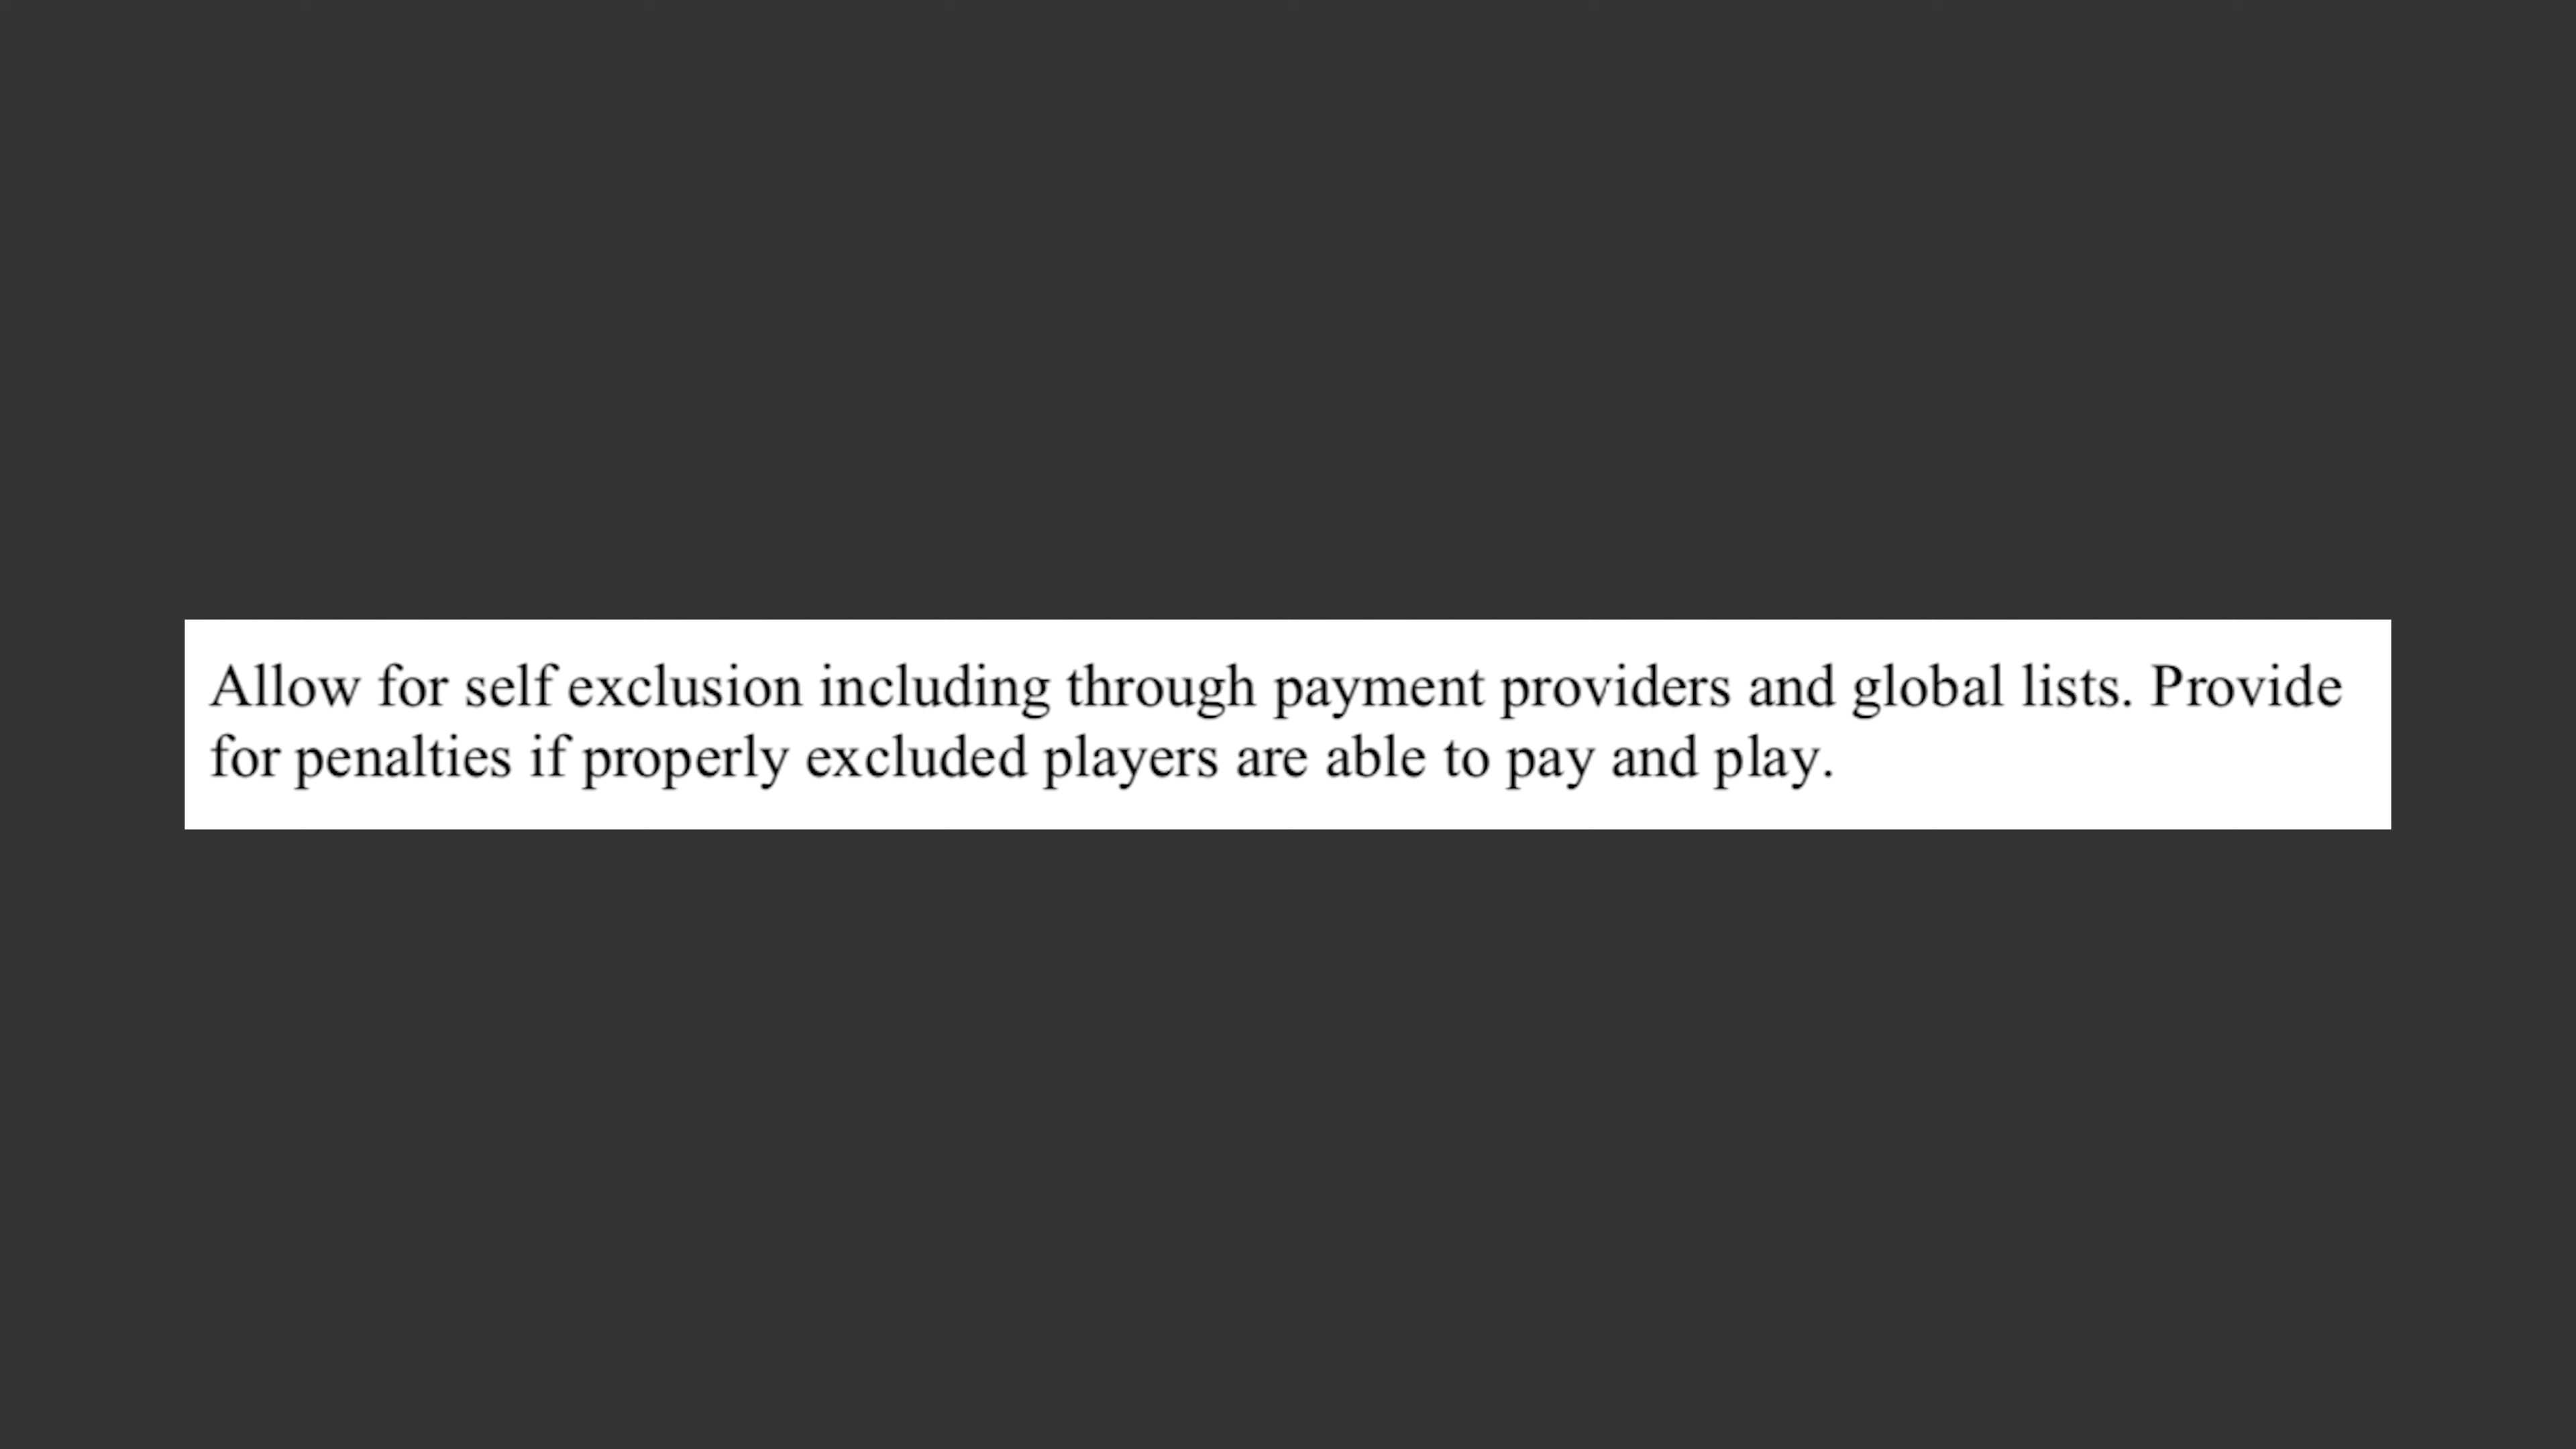 Allow for self exclusion including through payment providers and global lists. Provide
for penalties if properly excluded players are able to pay and play.